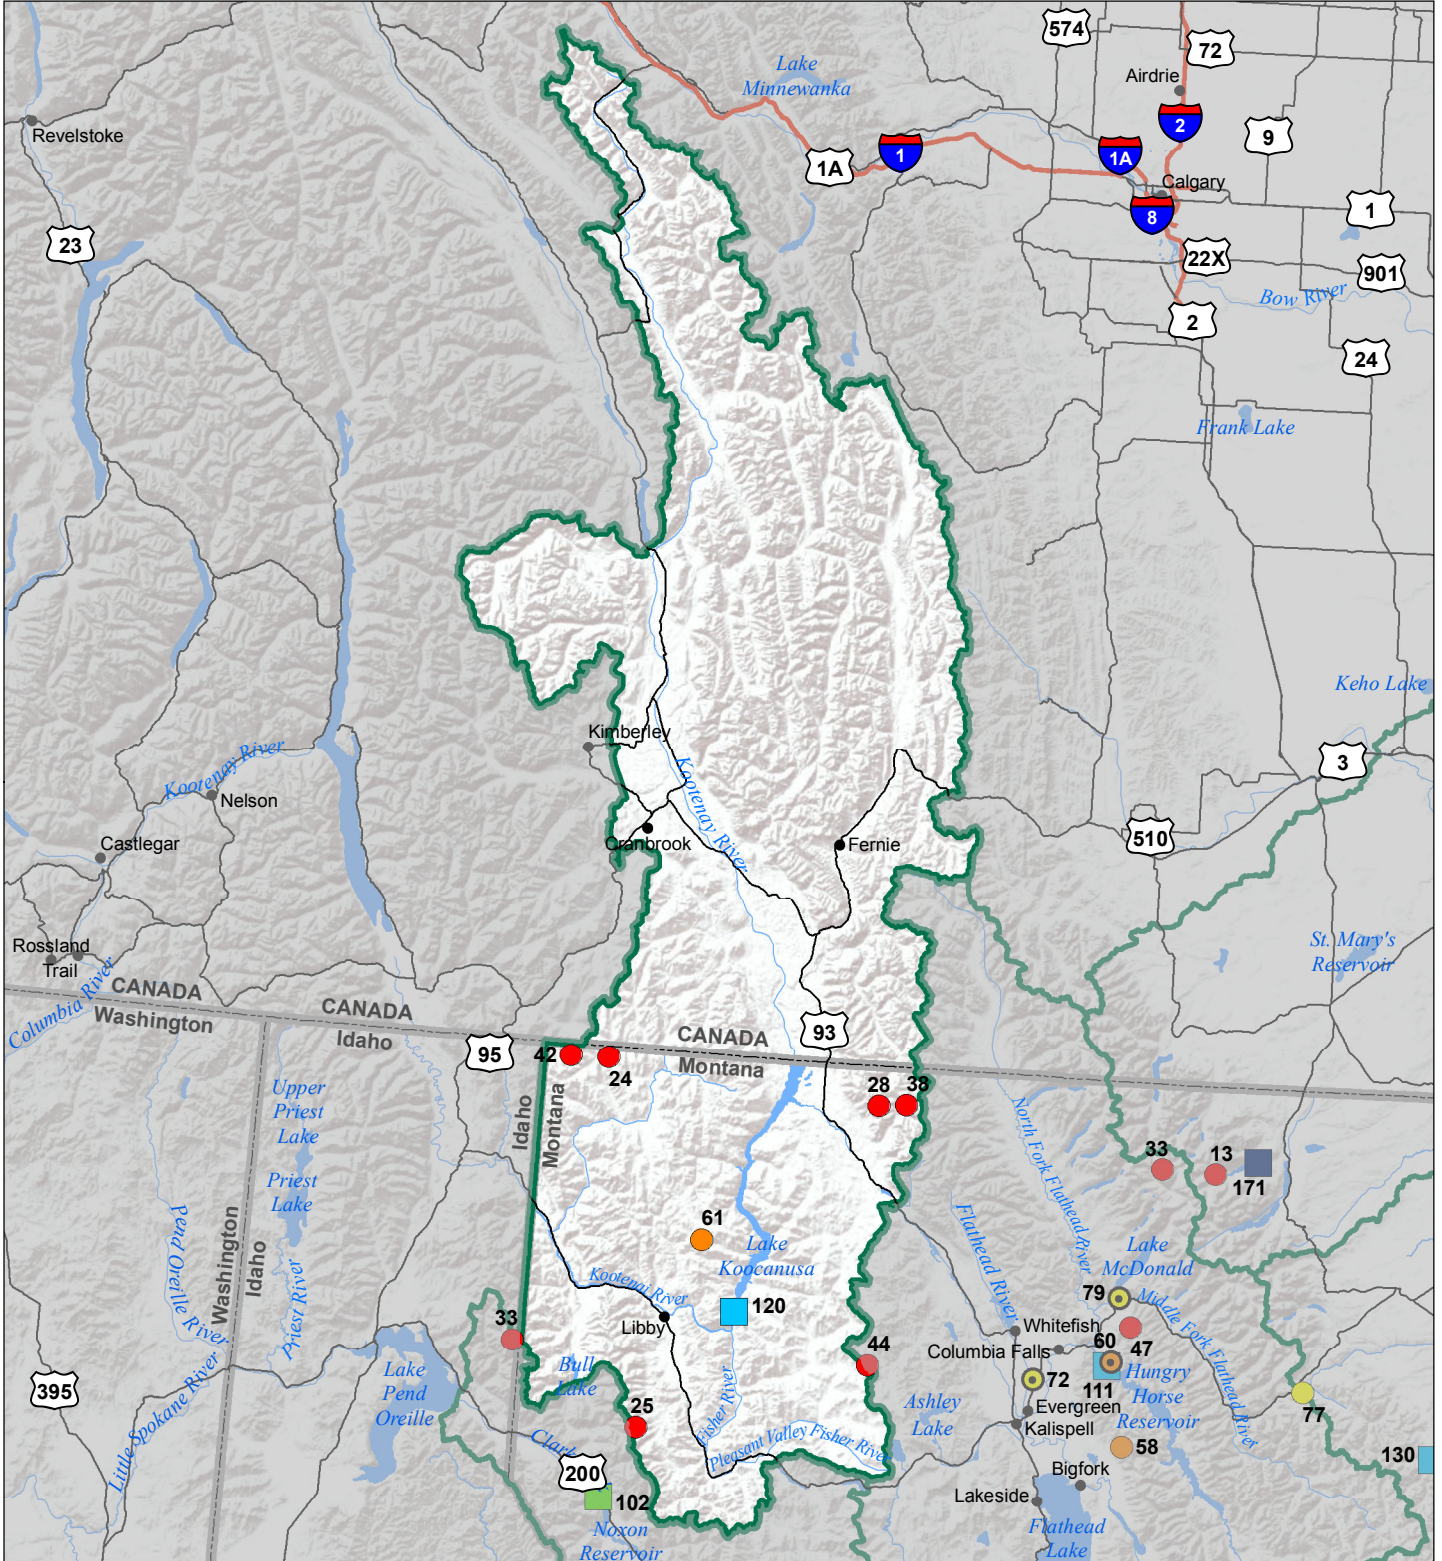 574
72
Lake
Minnewanka
Airdrie
Revelstoke
2
9
1
1A
1A
Calgary
1
8
23
22X
901
Bow River
2
24
Frank Lake
Keho Lake
Kimberley
3
Kootenay River
Kootenay River
Nelson
510
Castlegar
Cranbrook
Fernie
Rossland
Trail
St. Mary's
Reservoir
Columbia River
CANADA
Washington
CANADA
Idaho
CANADA
Montana
93
95
42
24
28
38
Upper
Priest
Lake
Idaho
Montana
North Fork Flathead River
33
13
171
Priest
Lake
Pend Oreille River
Washington
Idaho
Priest River
61
Lake
Koocanusa
Flathead River
Lake
McDonald
Kootenai River
120
79
Middle Fork Flathead River
33
Libby
Whitefish
Columbia Falls
60
47
44
Bull
Lake
Lake
Pend
Oreille
395
Little Spokane River
72
111
Hungry
Horse
Reservoir
77
25
Fisher River
Ashley
Lake
Evergreen
Kalispell
Clark
Pleasant Valley Fisher River
58
130
200
102
Bigfork
Lakeside
Noxon
Reservoir
Flathead
Lake